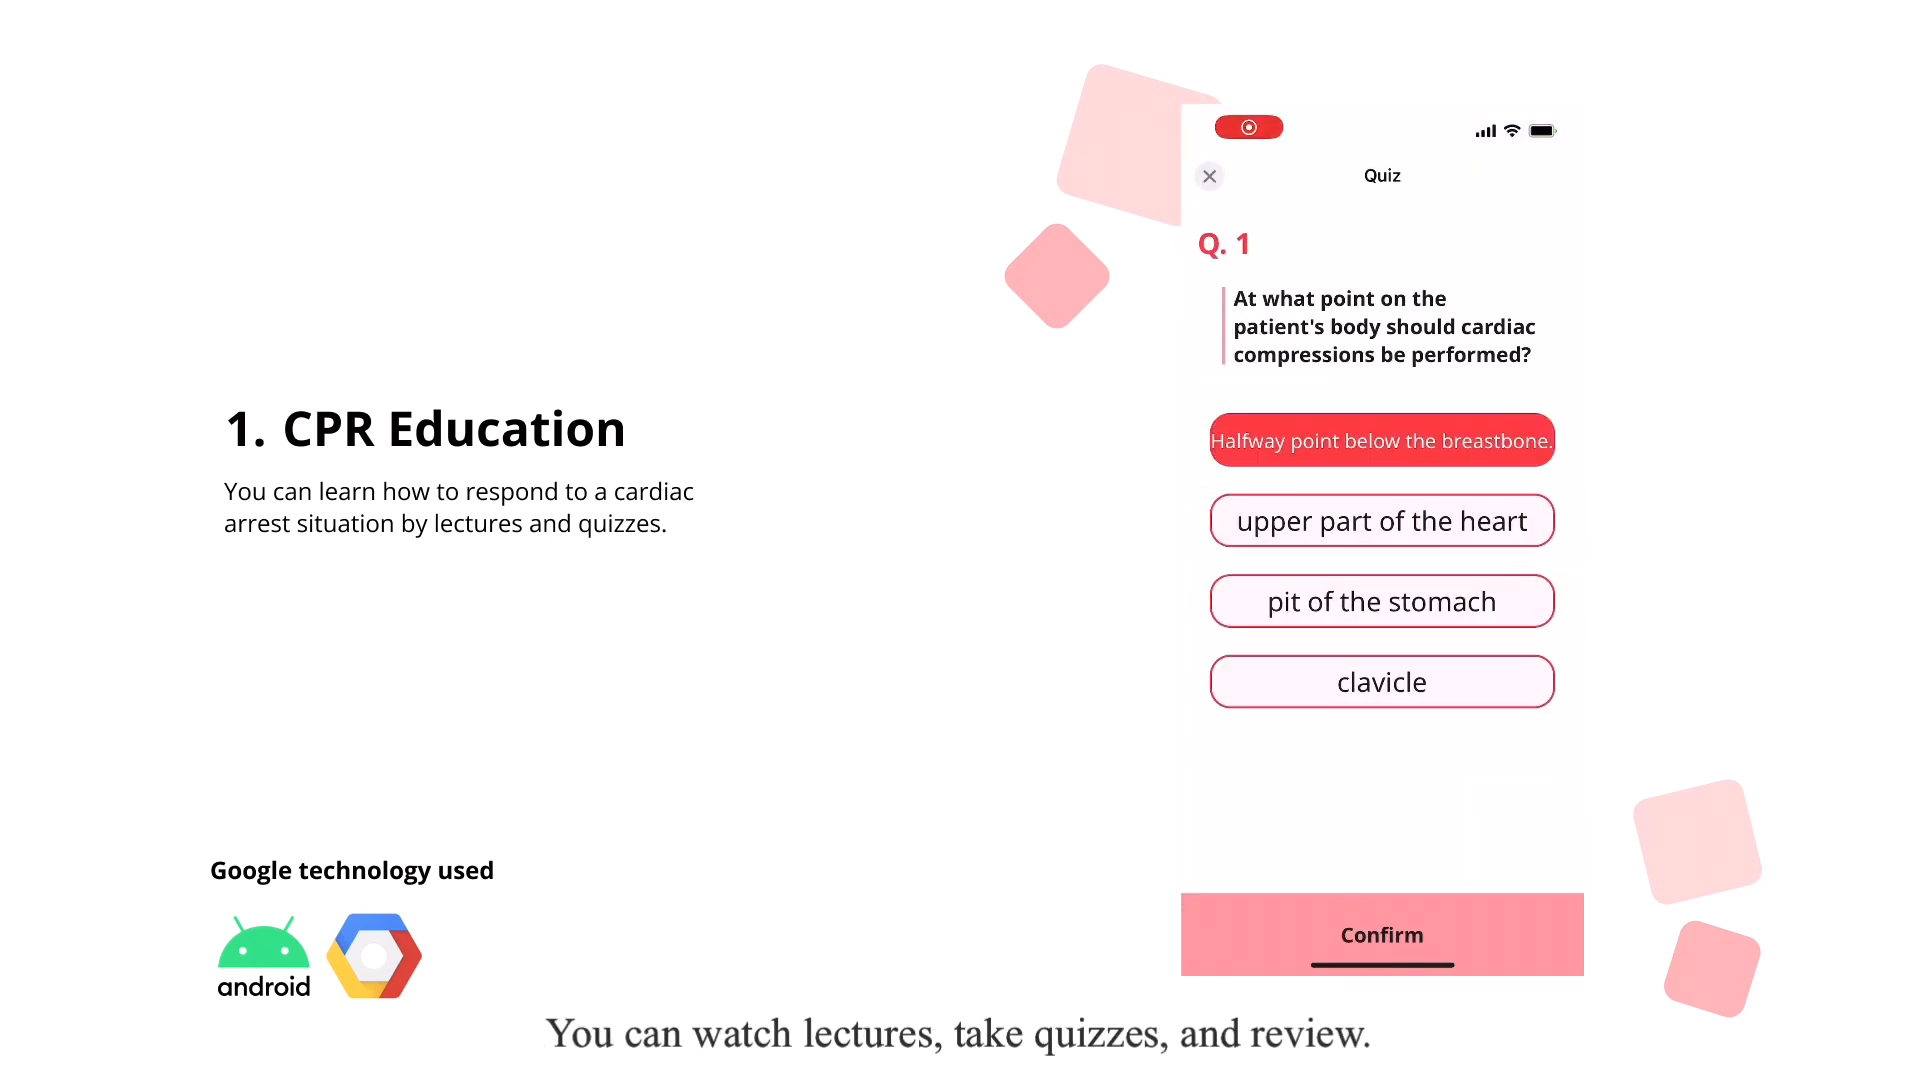 1. CPR Education
You can learn how to respond to a cardiac
arrest situation by lectures and quizzes.
Google technology used
android
Quiz
Q. 1
At what point on the
patient's body should cardiac
compressions be performed?
Halfway point below the breastbone.
upper part of the heart
pit of the stomach
clavicle
Confirm
You can watch lectures, take quizzes, and review.